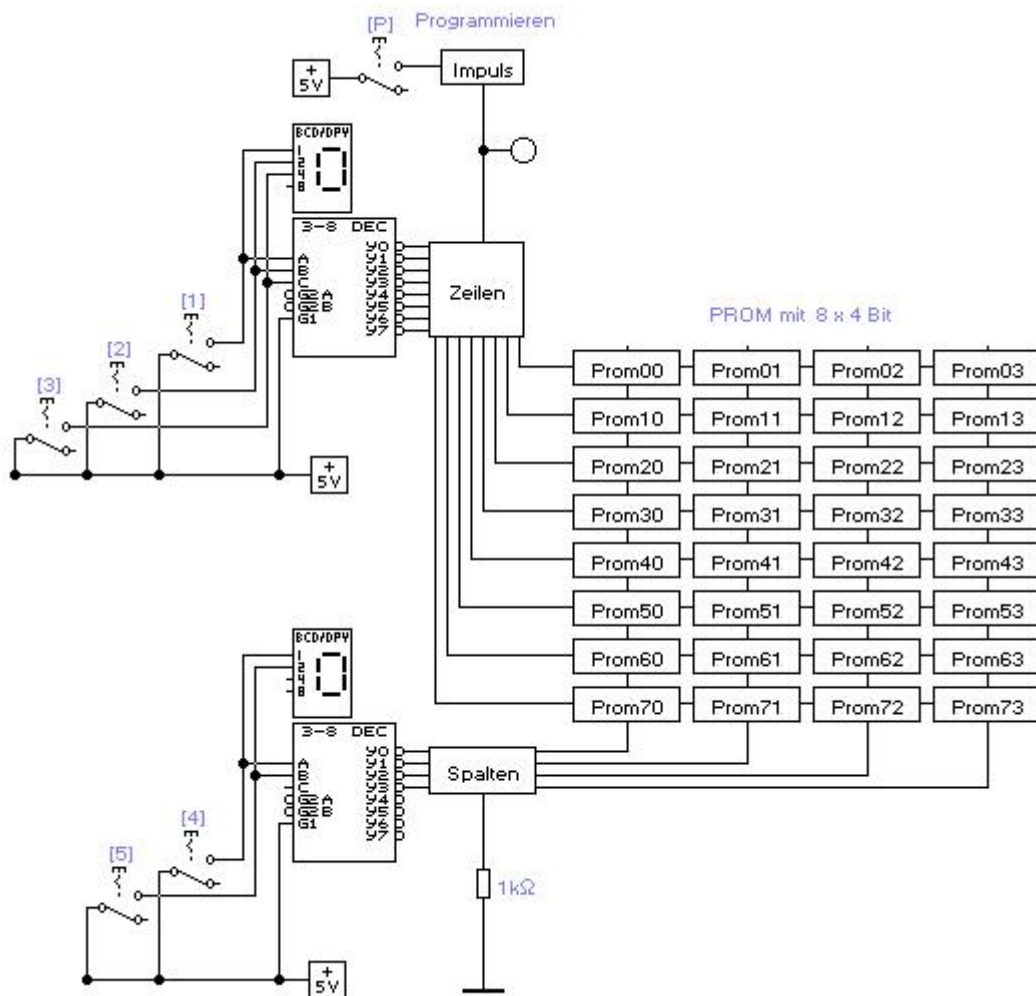 [P] Programmieren
+
5V
Impuls
BCD/DPY
1
2
4
8
3-8 DEC
A
B
C
G2A
G2B
G1
Y0
Y1
Y2
Y3
Y4
Y5
Y6
Y7
Zeilen
[1]
[2]
[3]
+
5V
PROM mit 8 x 4 Bit
Prom00 Prom01 Prom02 Prom03
Prom10 Prom11 Prom12 Prom13
Prom20 Prom21 Prom22 Prom23
Prom30 Prom31 Prom32 Prom33
Prom40 Prom41 Prom42 Prom43
Prom50 Prom51 Prom52 Prom53
Prom60 Prom61 Prom62 Prom63
Prom70 Prom71 Prom72 Prom73
BCD/DPY
1
2
4
8
3-8 DEC
A
B
C
G2A
G2B
G1
Y0
Y1
Y2
Y3
Y4
Y5
Y6
Y7
Spalten
[4]
[5]
1kΩ
+
5V